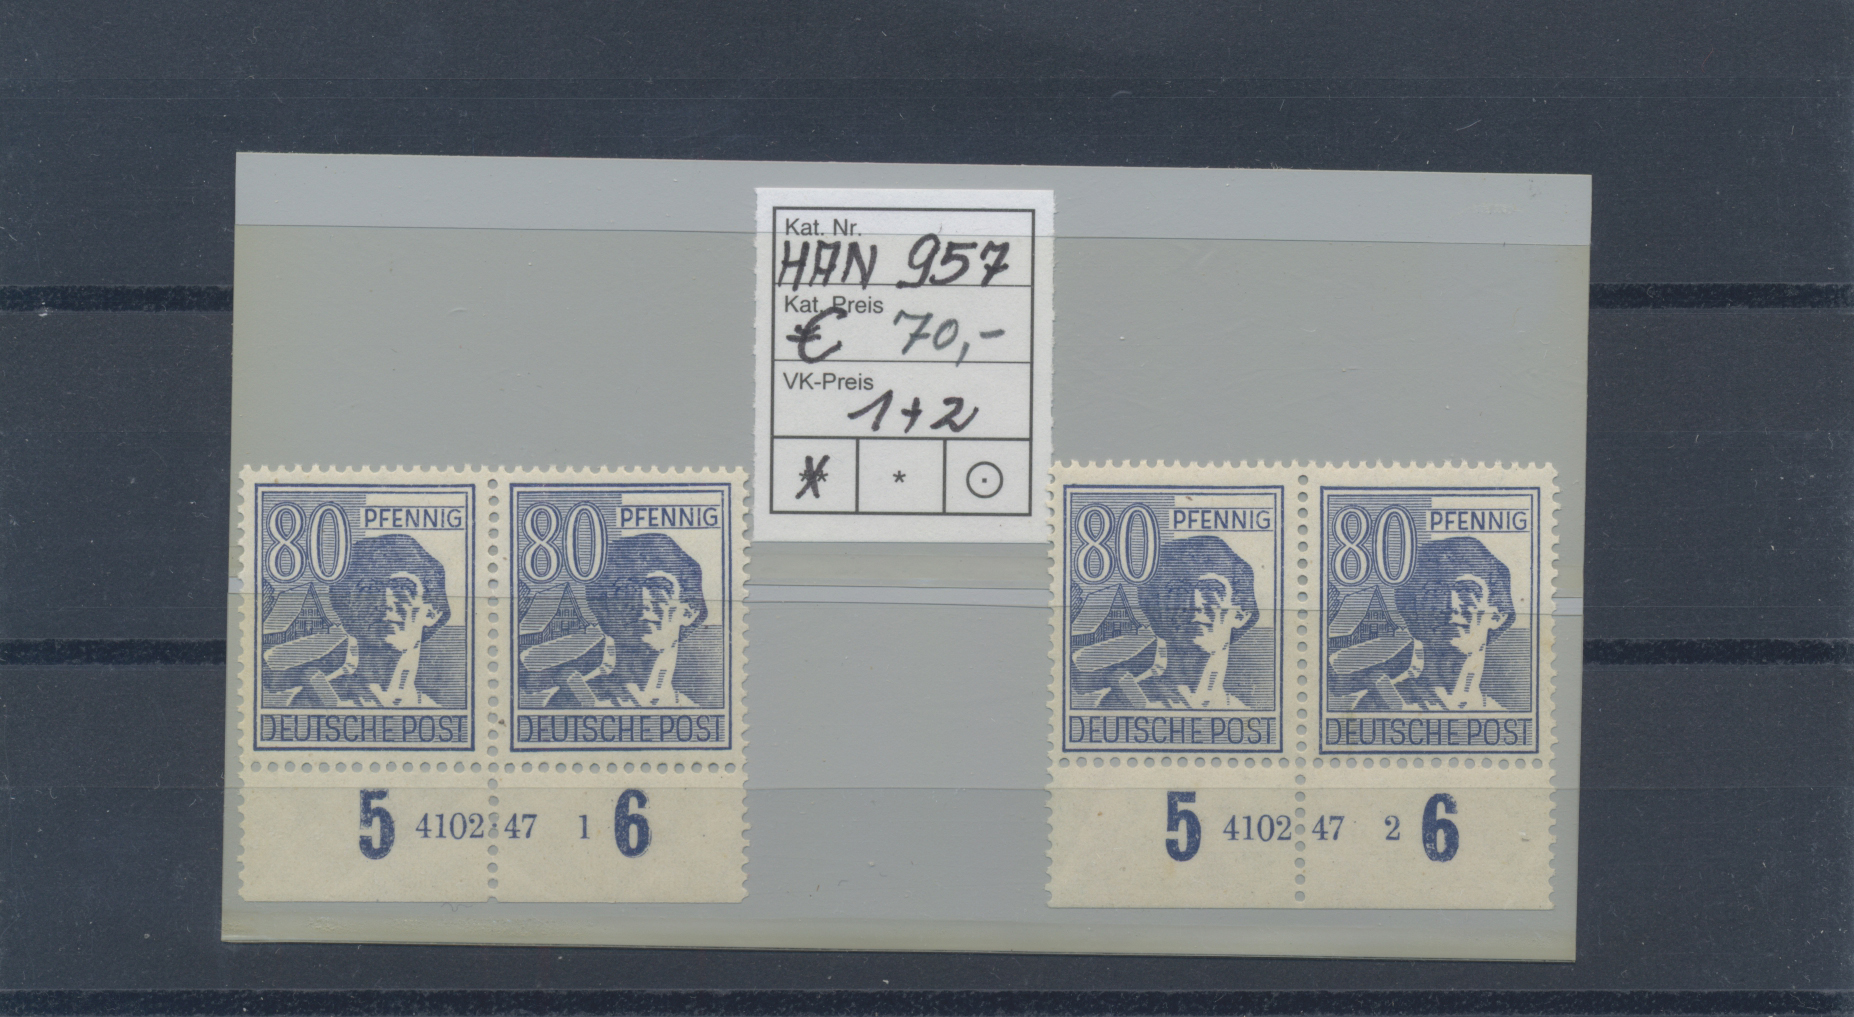 Kat. Nr.
HAN 957
Kat. Preis
€ 70,-
VK-Preis
1+2
** * ⊙
80 PFENNIG
DEUTSCHE POST
80 PFENNIG
DEUTSCHE POST
5 4102 47 1 6
80 PFENNIG
DEUTSCHE POST
80 PFENNIG
DEUTSCHE POST
5 4102 47 2 6